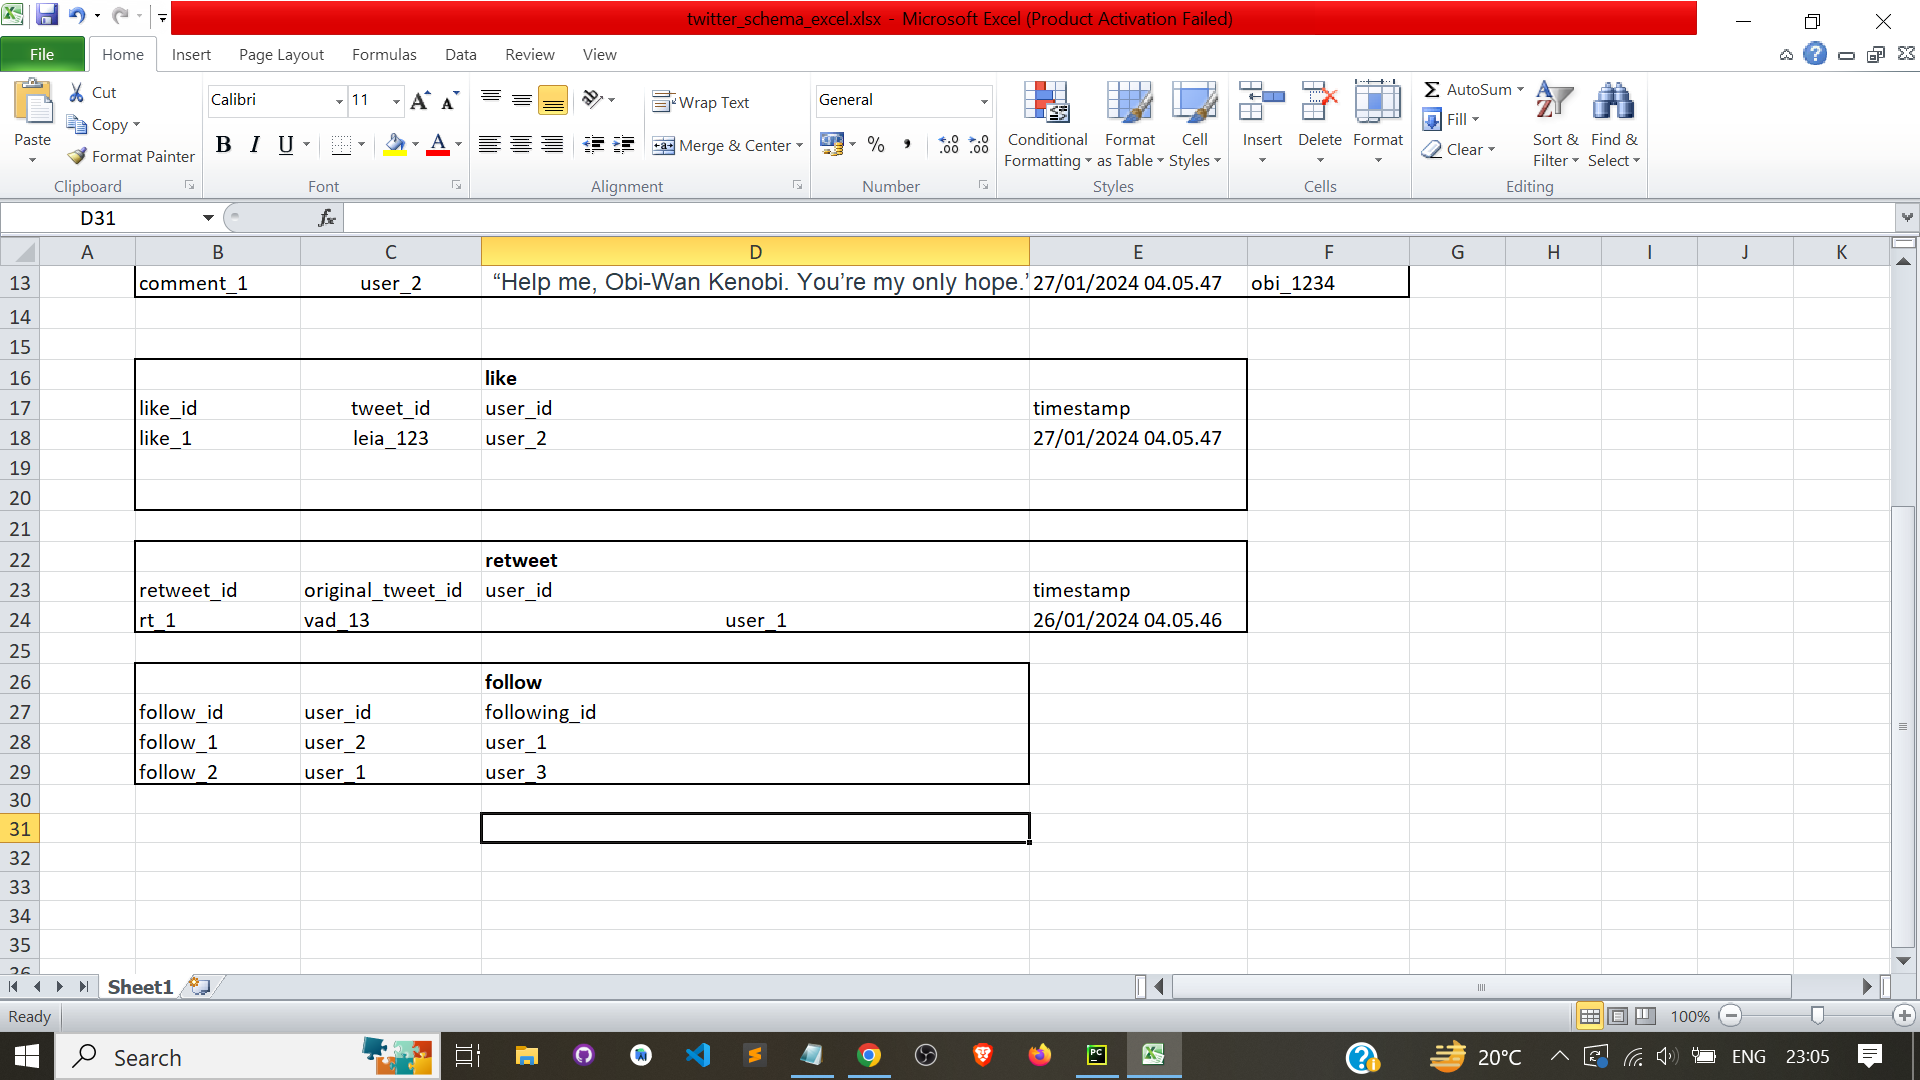 twitter_schema_excel.xlsx - Microsoft Excel (Product Activation Failed)
File Home Insert Page Layout Formulas Data Review View
Paste
Cut
Copy
Format Painter
Clipboard
Calibri 11
B I U A
Font
Wrap Text
Merge & Center
Alignment
General
%
Number
Conditional Formatting
Format as Table
Cell Styles
Styles
Insert Delete Format
Cells
AutoSum
Fill
Clear
Sort & Filter
Find & Select
Editing
D31 fx
A B C D E F G H I J K
13 comment_1 user_2 “Help me, Obi-Wan Kenobi. You’re my only hope.’ 27/01/2024 04.05.47 obi_1234
14
15
16 like
17 like_id tweet_id user_id timestamp
18 like_1 leia_123 user_2 27/01/2024 04.05.47
19
20
21
22 retweet
23 retweet_id original_tweet_id user_id timestamp
24 rt_1 vad_13 user_1 26/01/2024 04.05.46
25
26 follow
27 follow_id user_id following_id
28 follow_1 user_2 user_1
29 follow_2 user_1 user_3
30
31
32
33
34
35
36
Sheet1
Ready 100%
Search 20°C ENG 23:05